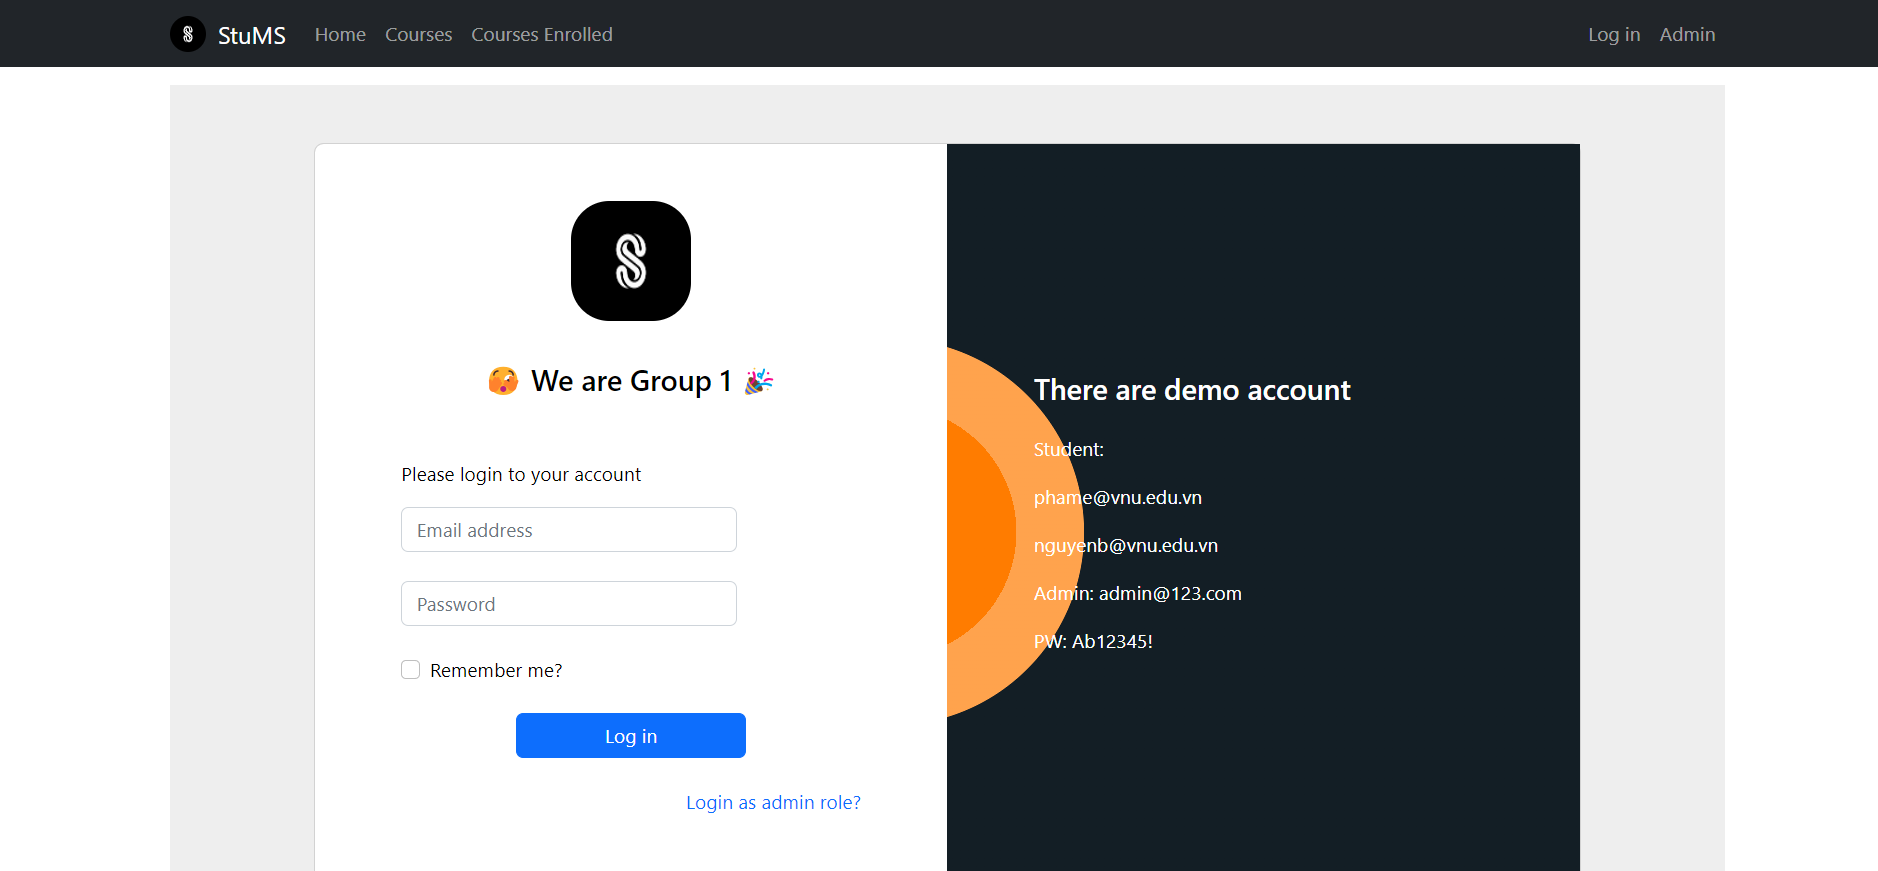 StuMS Home Courses Courses Enrolled Log in Admin
🫣 We are Group 1 🎉
Please login to your account
Email address
Password
Remember me?
Log in
Login as admin role?
There are demo account
Student:
phame@vnu.edu.vn
nguyenb@vnu.edu.vn
Admin: admin@123.com
PW: Ab12345!